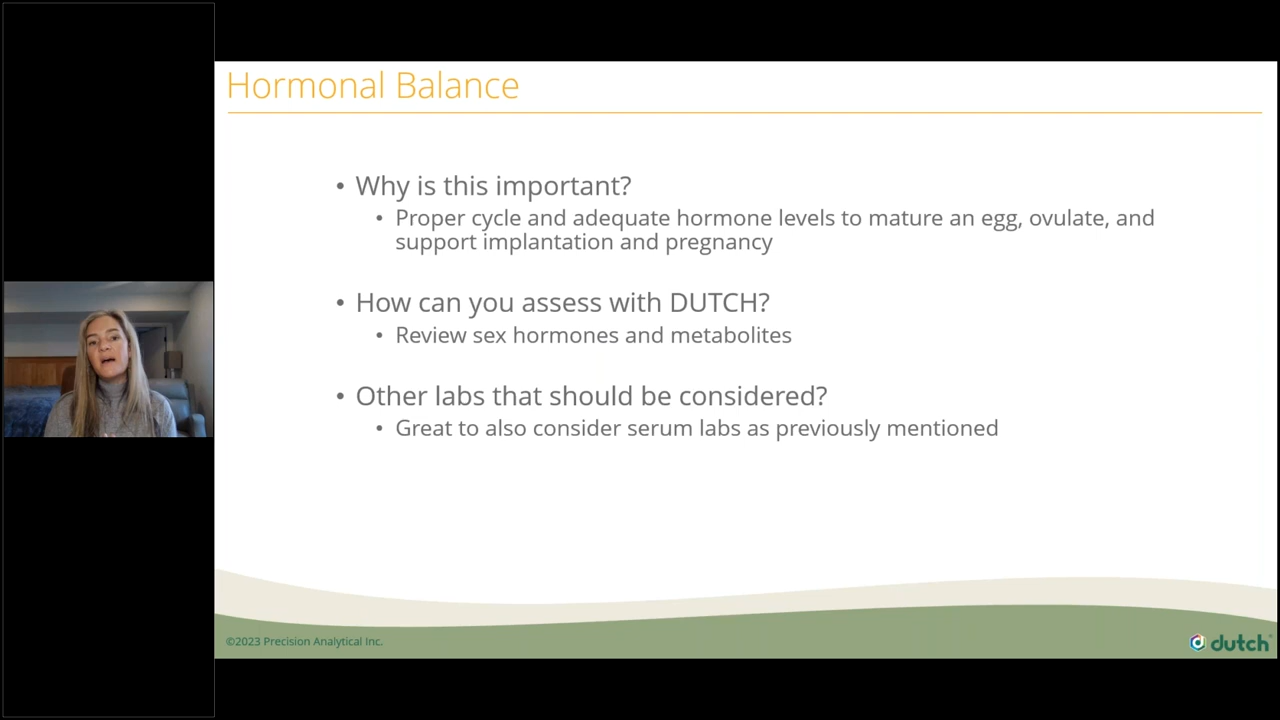 Hormonal Balance
• Why is this important?
• Proper cycle and adequate hormone levels to mature an egg, ovulate, and
support implantation and pregnancy
• How can you assess with DUTCH?
• Review sex hormones and metabolites
• Other labs that should be considered?
• Great to also consider serum labs as previously mentioned
©2023 Precision Analytical Inc.
dutch